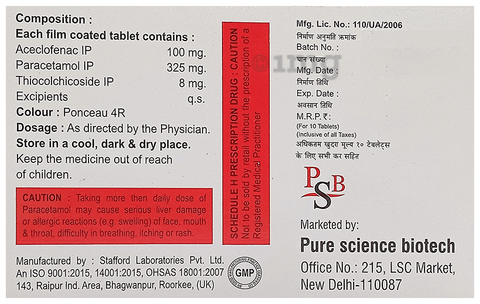 Composition :
Each film coated tablet contains :
Aceclofenac IP 100 mg.
Paracetamol IP 325 mg.
Thiocolchicoside IP 8 mg.
Excipients q.s.
Colour : Ponceau 4R
Dosage : As directed by the Physician.
Store in a cool, dark & dry place.
Keep the medicine out of reach
of children.
CAUTION : Taking more then daily dose of
Paracetamol may cause serious liver damage
or allergic reactions (e.g swelling) of face, mouth
& throat, difficulty in breathing, itching or rash.
Manufactured by : Stafford Laboratories Pvt. Ltd.
An ISO 9001:2015, 14001:2015, OHSAS 18001:2007
143, Raipur Ind. Area, Bhagwanpur, Roorkee, (UK)
GMP
SCHEDULE H PRESCRIPTION DRUG : CAUTION
Not to be sold by retail without the prescription of a
Registered Medical Practitioner
1mg
Mfg. Lic. No.: 110/UA/2006
निर्माण अनुमति क्रमांक
Batch No. :
घान संख्या
Mfg. Date :
निर्माण तिथि
Exp. Date :
अवसान तिथि
M.R.P. ₹ :
(For 10 Tablets)
(Inclusive of all Taxes)
अधिकतम खुदरा मूल्य १० टेबलेट्स
के लिए सभी कर सहित
PSB
Marketed by:
Pure science biotech
Office No.: 215, LSC Market,
New Delhi-110087